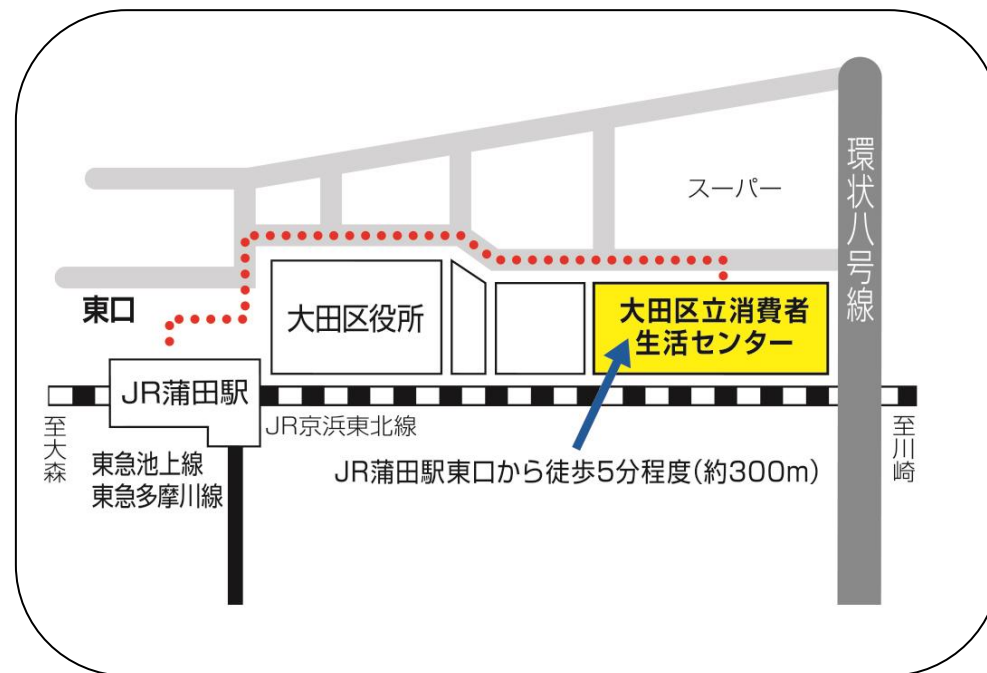 環状八号線
スーパー
東口
大田区役所
大田区立消費者
生活センター
JR蒲田駅
JR京浜東北線
至大森
至川崎
東急池上線
東急多摩川線
JR蒲田駅東口から徒歩5分程度(約300m)